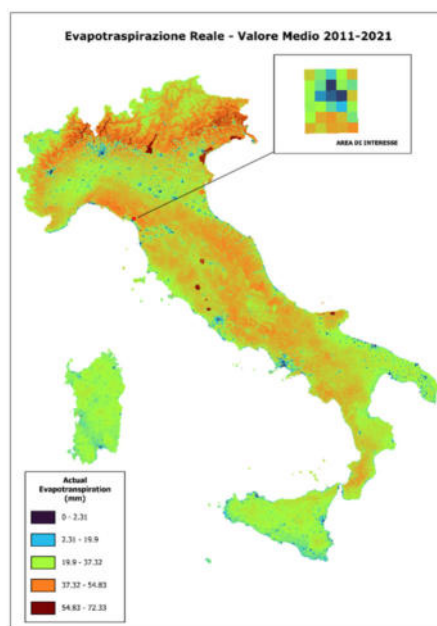 Evapotraspirazione Reale - Valore Medio 2011-2021
AREA DI INTERESSE
Actual
Evapotranspiration
(mm)
0 - 2.31
2.31 - 19.9
19.9 - 37.32
37.32 - 54.83
54.83 - 72.33